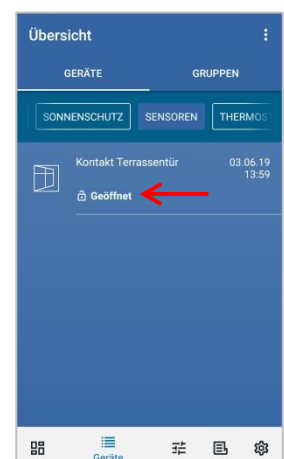 Übersicht
GERÄTE GRUPPEN
SONNENSCHUTZ SENSOREN THERMOST
Kontakt Terrassentür 03.06.19
13:59
Geöffnet
Geräte